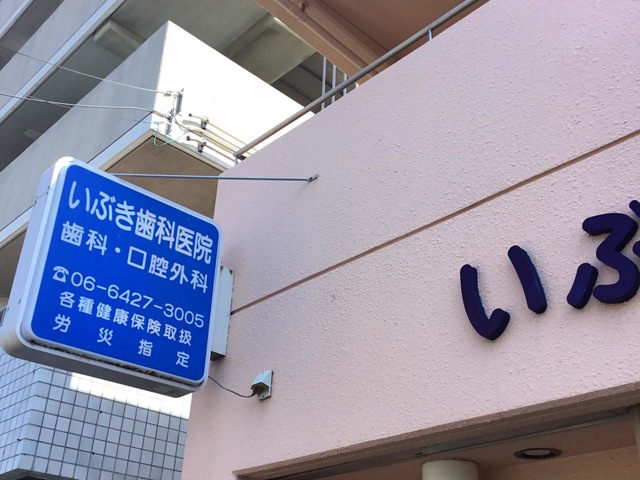 いぶき歯科医院
歯科・口腔外科
☎06-6427-3005
各種健康保険取扱
労災指定
いぶ